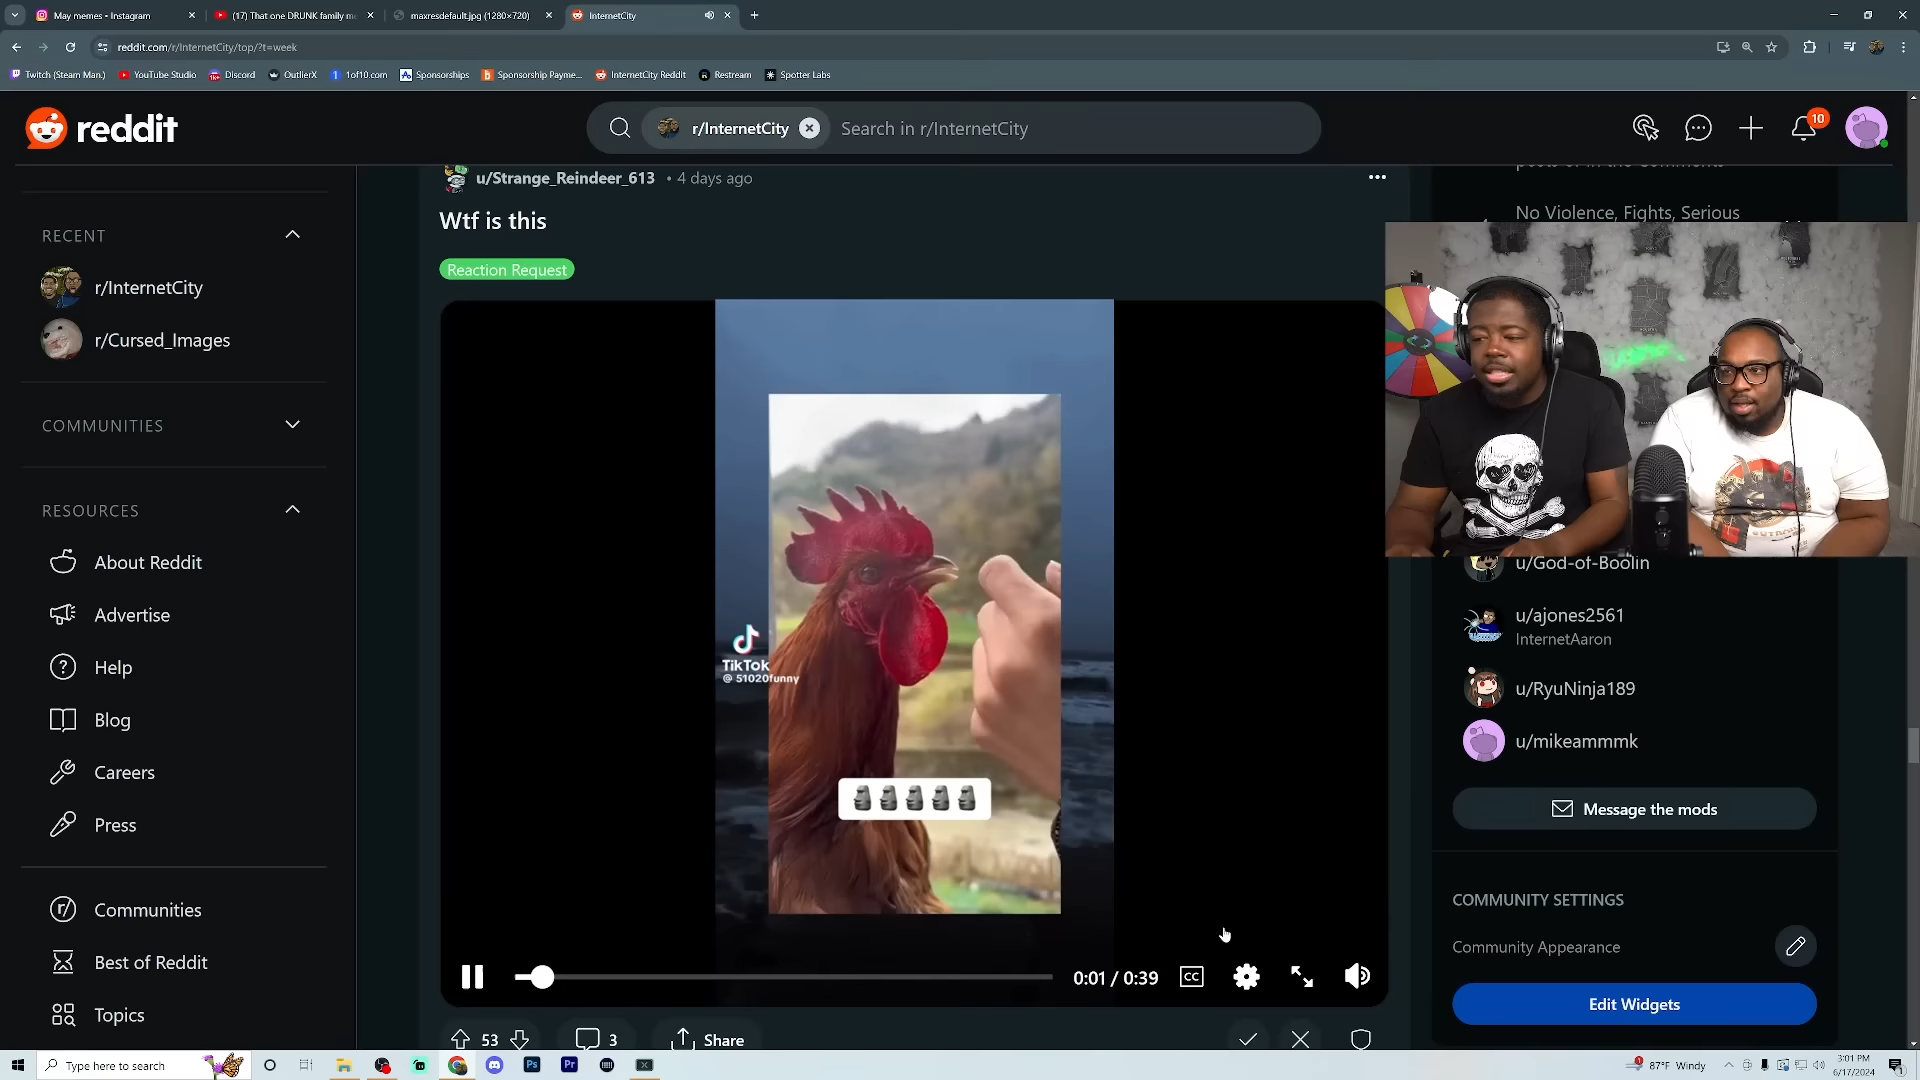 May memes - Instagram
(17) That one DRUNK family me
maxresdefault.jpg (1280×720)
InternetCity
reddit.com/r/InternetCity/top/?t=week
Twitch (Steam Man.)
YouTube Studio
Discord
OutlierX
1of10.com
Sponsorships
Sponsorship Payme...
InternetCity Reddit
Restream
Spotter Labs
reddit
r/InternetCity
Search in r/InternetCity
10
u/Strange_Reindeer_613 • 4 days ago
Wtf is this
Reaction Request
RECENT
r/InternetCity
r/Cursed_Images
COMMUNITIES
RESOURCES
About Reddit
Advertise
Help
Blog
Careers
Press
Communities
Best of Reddit
Topics
TikTok
@ 51020funny
0:01 / 0:39
CC
53
3
Share
No Violence, Fights, Serious
u/God-of-Boolin
u/ajones2561
InternetAaron
u/RyuNinja189
u/mikeammmk
Message the mods
COMMUNITY SETTINGS
Community Appearance
Edit Widgets
Type here to search
Ps
Pr
87°F Windy
3:01 PM
6/17/2024